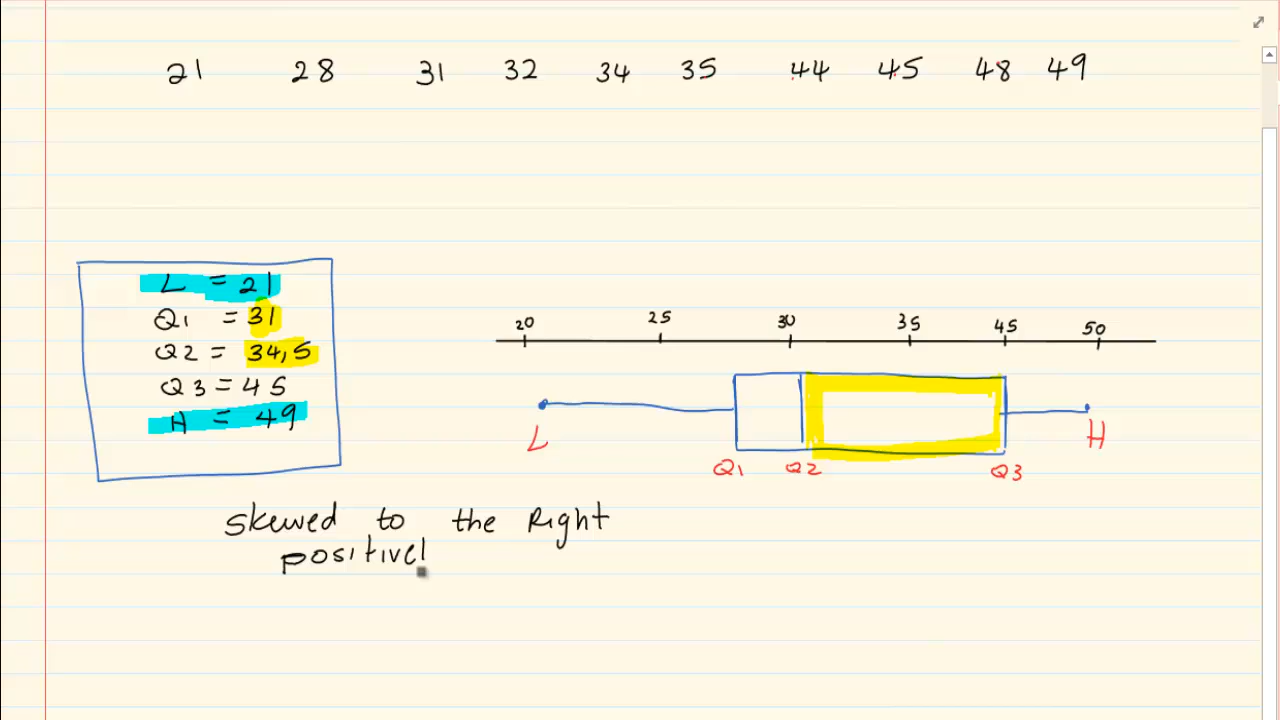 21 28 31 32 34 35 44 45 48 49
L = 21
Q1 = 31
Q2 = 34,5
Q3 = 45
H = 49
20 25 30 35 45 50
L H
Q1 Q2 Q3
Skewed to the Right
positivel